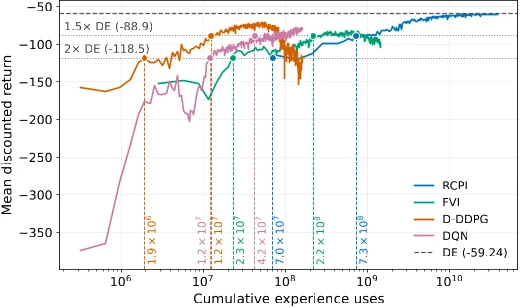 −50
−100
−150
−200
−250
−300
−350
Mean discounted return
1.5× DE (-88.9)
2× DE (-118.5)
1.9 × 10⁶
1.2 × 10⁷
1.2 × 10⁷
2.3 × 10⁷
4.2 × 10⁷
7.0 × 10⁷
2.2 × 10⁸
7.3 × 10⁸
RCPI
FVI
D-DDPG
DQN
DE (-59.24)
10⁶
10⁷
10⁸
10⁹
10¹⁰
Cumulative experience uses